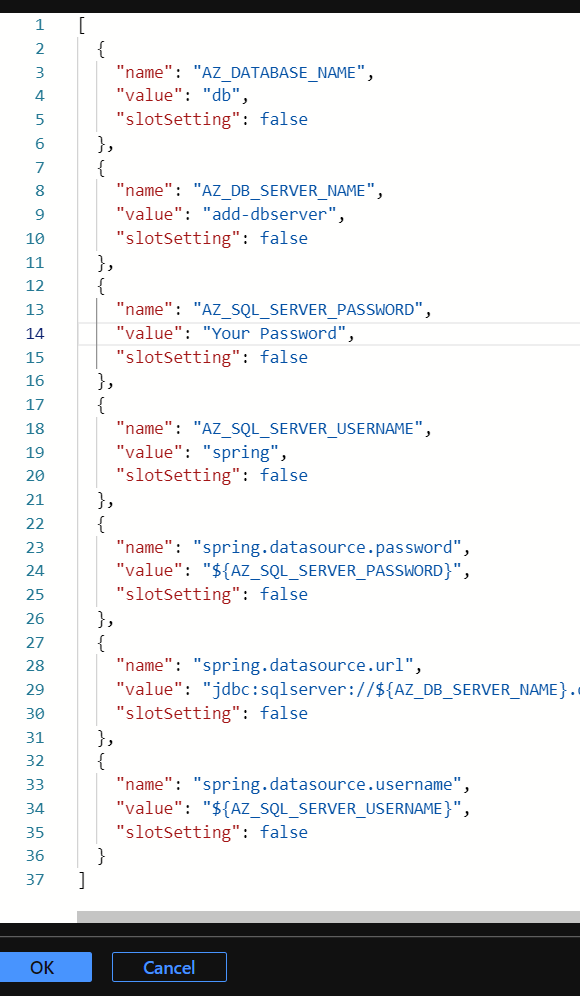 1 [
2 {
3 "name": "AZ_DATABASE_NAME",
4 "value": "db",
5 "slotSetting": false
6 },
7 {
8 "name": "AZ_DB_SERVER_NAME",
9 "value": "add-dbserver",
10 "slotSetting": false
11 },
12 {
13 "name": "AZ_SQL_SERVER_PASSWORD",
14 "value": "Your Password",
15 "slotSetting": false
16 },
17 {
18 "name": "AZ_SQL_SERVER_USERNAME",
19 "value": "spring",
20 "slotSetting": false
21 },
22 {
23 "name": "spring.datasource.password",
24 "value": "${AZ_SQL_SERVER_PASSWORD}",
25 "slotSetting": false
26 },
27 {
28 "name": "spring.datasource.url",
29 "value": "jdbc:sqlserver://${AZ_DB_SERVER_NAME}.
30 "slotSetting": false
31 },
32 {
33 "name": "spring.datasource.username",
34 "value": "${AZ_SQL_SERVER_USERNAME}",
35 "slotSetting": false
36 }
37 ]
OK Cancel